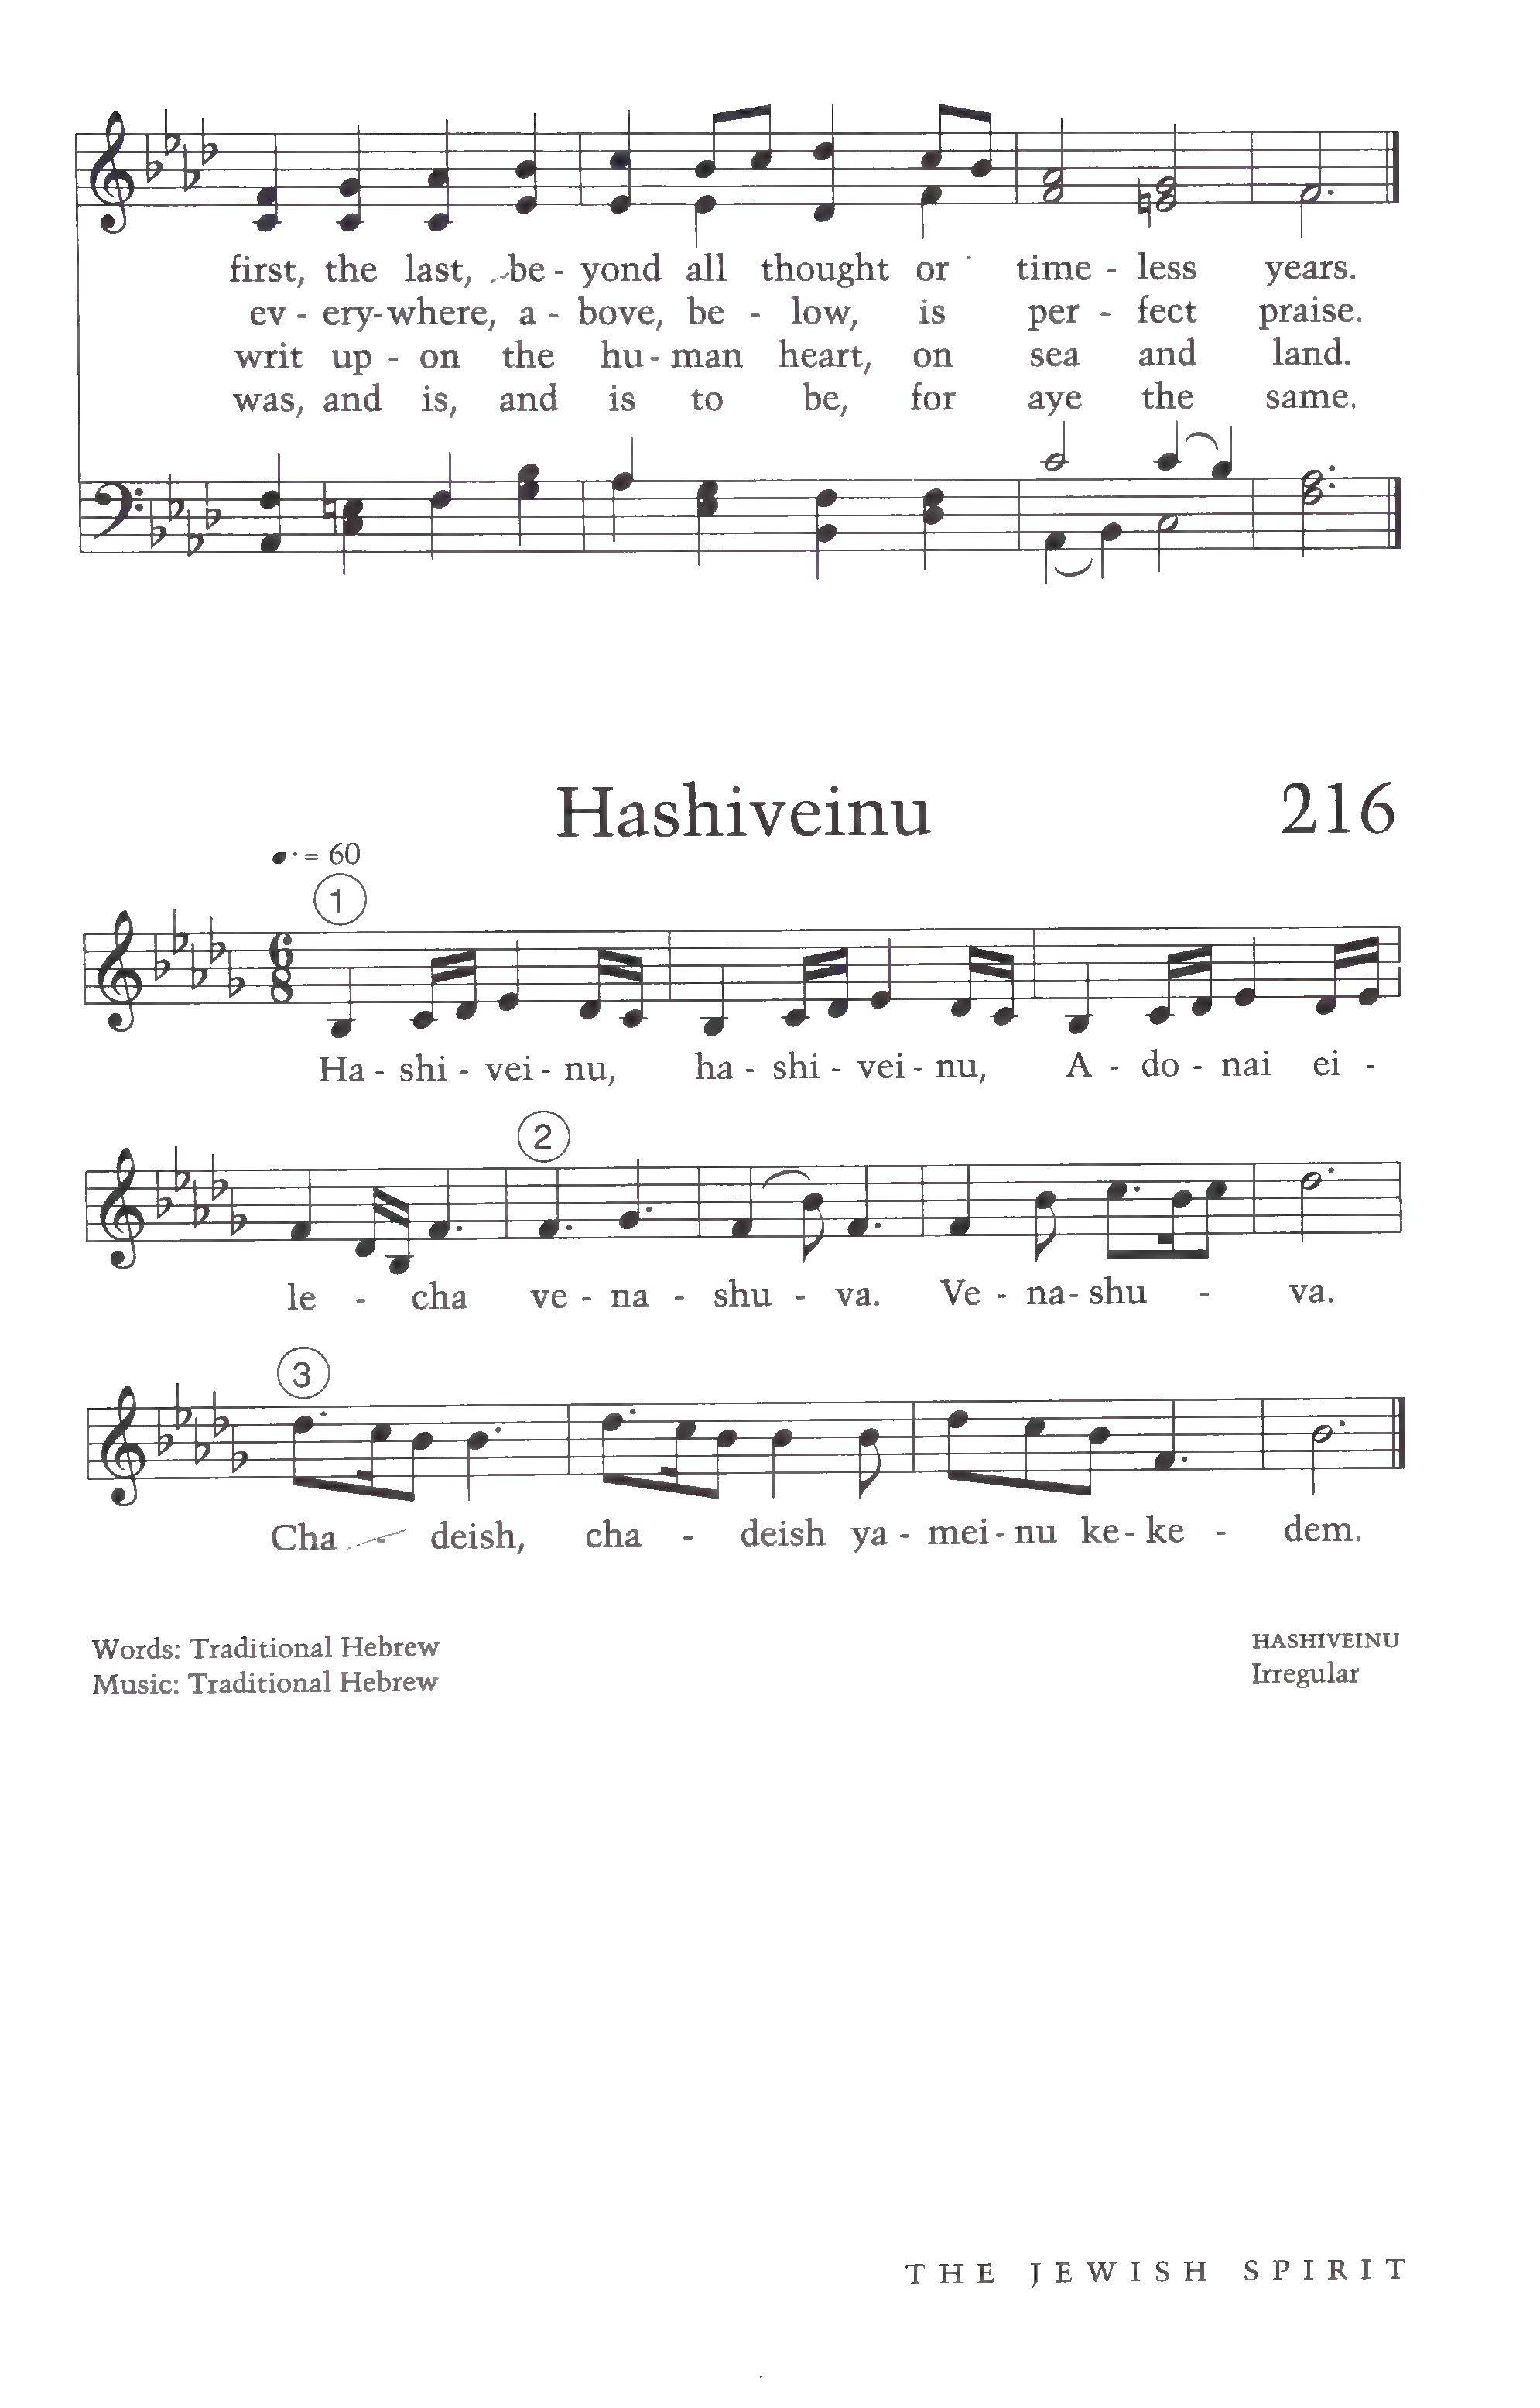 first, the last, be - yond all thought or time - less years.
ev - ery-where, a - bove, be - low, is per - fect praise.
writ up - on the hu - man heart, on sea and land.
was, and is, and is to be, for aye the same.
Hashiveinu 216
= 60
1
6
8
Ha - shi - vei - nu, ha - shi - vei - nu, A - do - nai ei -
2
le - cha ve - na - shu - va. Ve - na - shu - va.
3
Cha - deish, cha - deish ya - mei - nu ke - ke - dem.
Words: Traditional Hebrew HASHIVEINU
Music: Traditional Hebrew Irregular
THE JEWISH SPIRIT